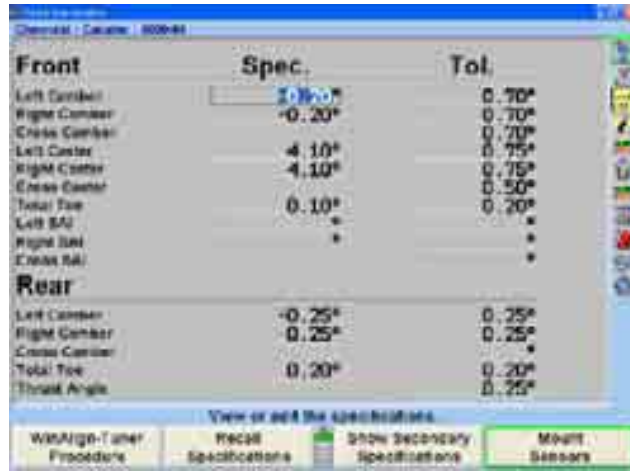 Chevrolet : Cavalier :
Front Spec. Tol.
Left Camber 0.70°
Right Camber -0.20° 0.70°
Cross Camber 0.70°
Left Caster 4.10° 0.75°
Right Caster 4.10° 0.75°
Cross Caster 0.50°
Total Toe 0.10° 0.20°
Left SAI ° °
Right SAI ° °
Cross SAI °
Rear
Left Camber -0.25° 0.25°
Right Camber 0.25° 0.25°
Cross Camber °
Total Toe 0.20° 0.20°
Thrust Angle 0.25°
View or edit the specifications.
WinAlign-Tuner Procedure
Recall Specifications
Show Secondary Specifications
Mount Sensors